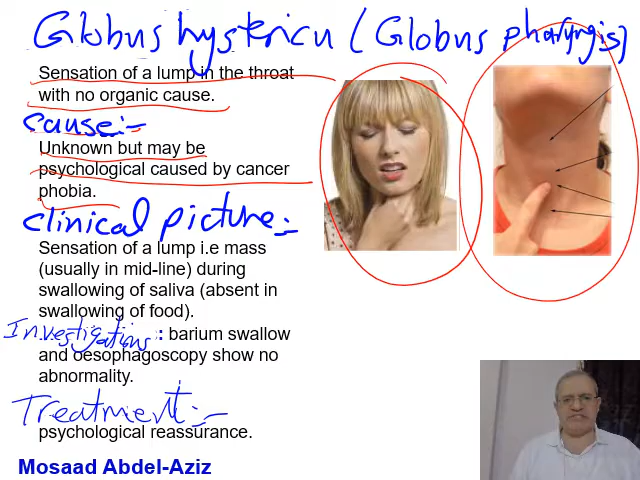 Globus hystericu (Globus pharyngis)
Sensation of a lump in the throat
with no organic cause.
cause:-
Unknown but may be
psychological caused by cancer
phobia.
clinical picture:-
Sensation of a lump i.e mass
(usually in mid-line) during
swallowing of saliva (absent in
swallowing of food).
Investigations : barium swallow
and oesophagoscopy show no
abnormality.
Treatment:-
psychological reassurance.
Mosaad Abdel-Aziz